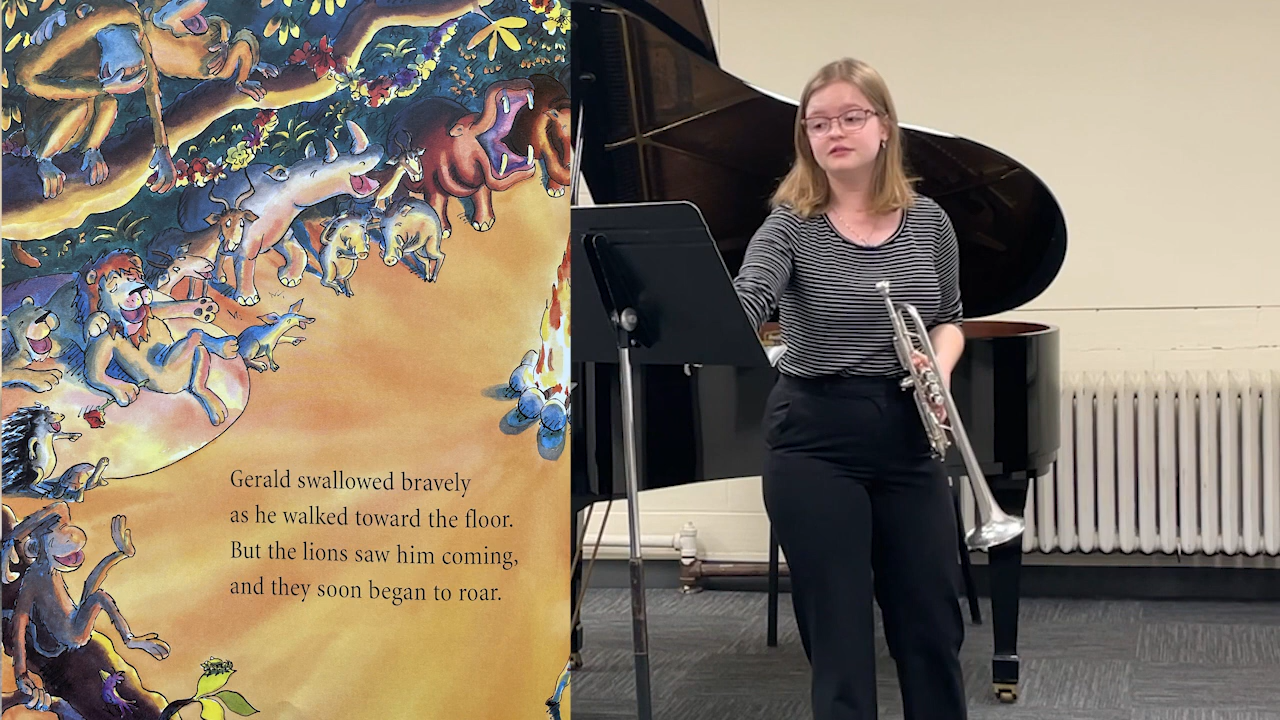 Gerald swallowed bravely
as he walked toward the floor.
But the lions saw him coming,
and they soon began to roar.